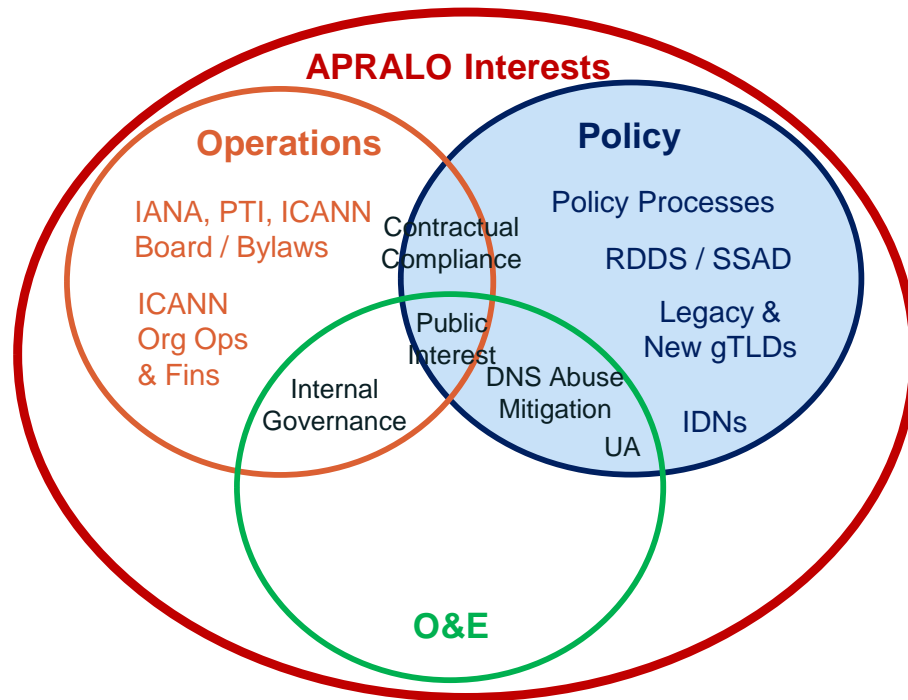 APRALO Interests
Operations
Policy
IANA, PTI, ICANN
Board / Bylaws
ICANN
Org Ops
& Fins
Contractual
Compliance
Policy Processes
RDDS / SSAD
Legacy &
New gTLDs
IDNs
Public
Interest
Internal
Governance
DNS Abuse
Mitigation
UA
O&E